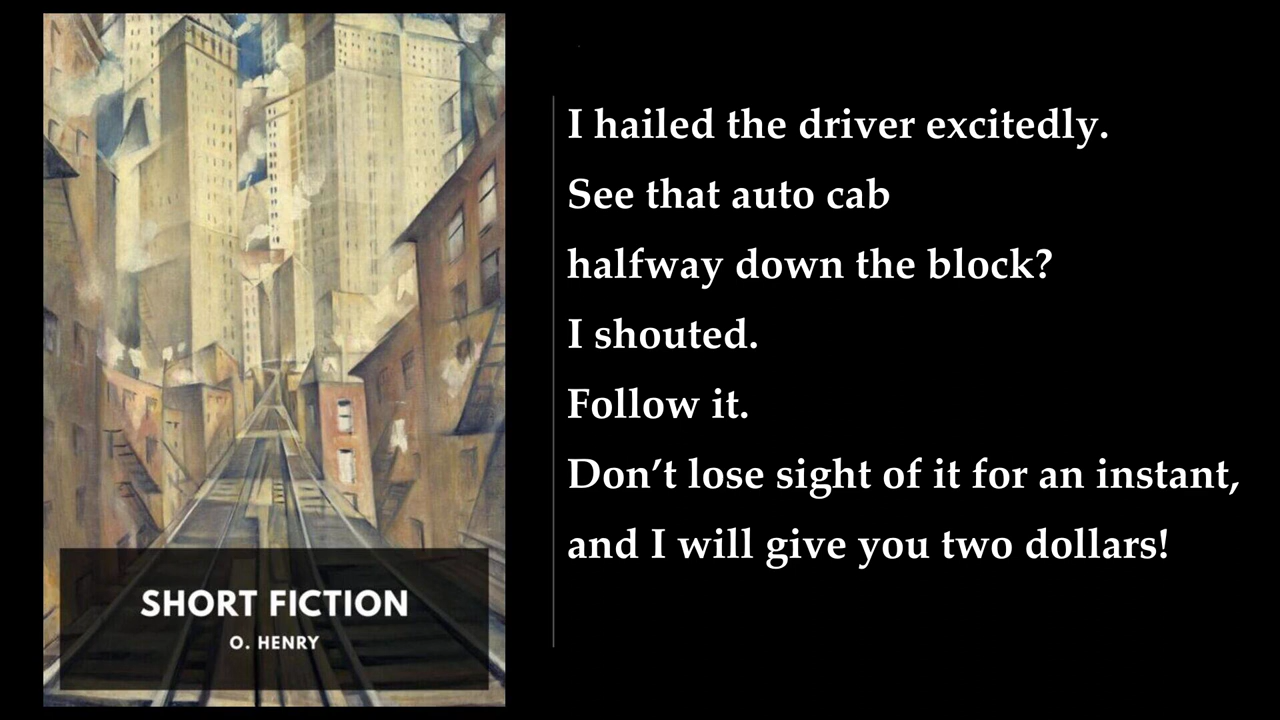 SHORT FICTION
O. HENRY
I hailed the driver excitedly.
See that auto cab
halfway down the block?
I shouted.
Follow it.
Don’t lose sight of it for an instant,
and I will give you two dollars!